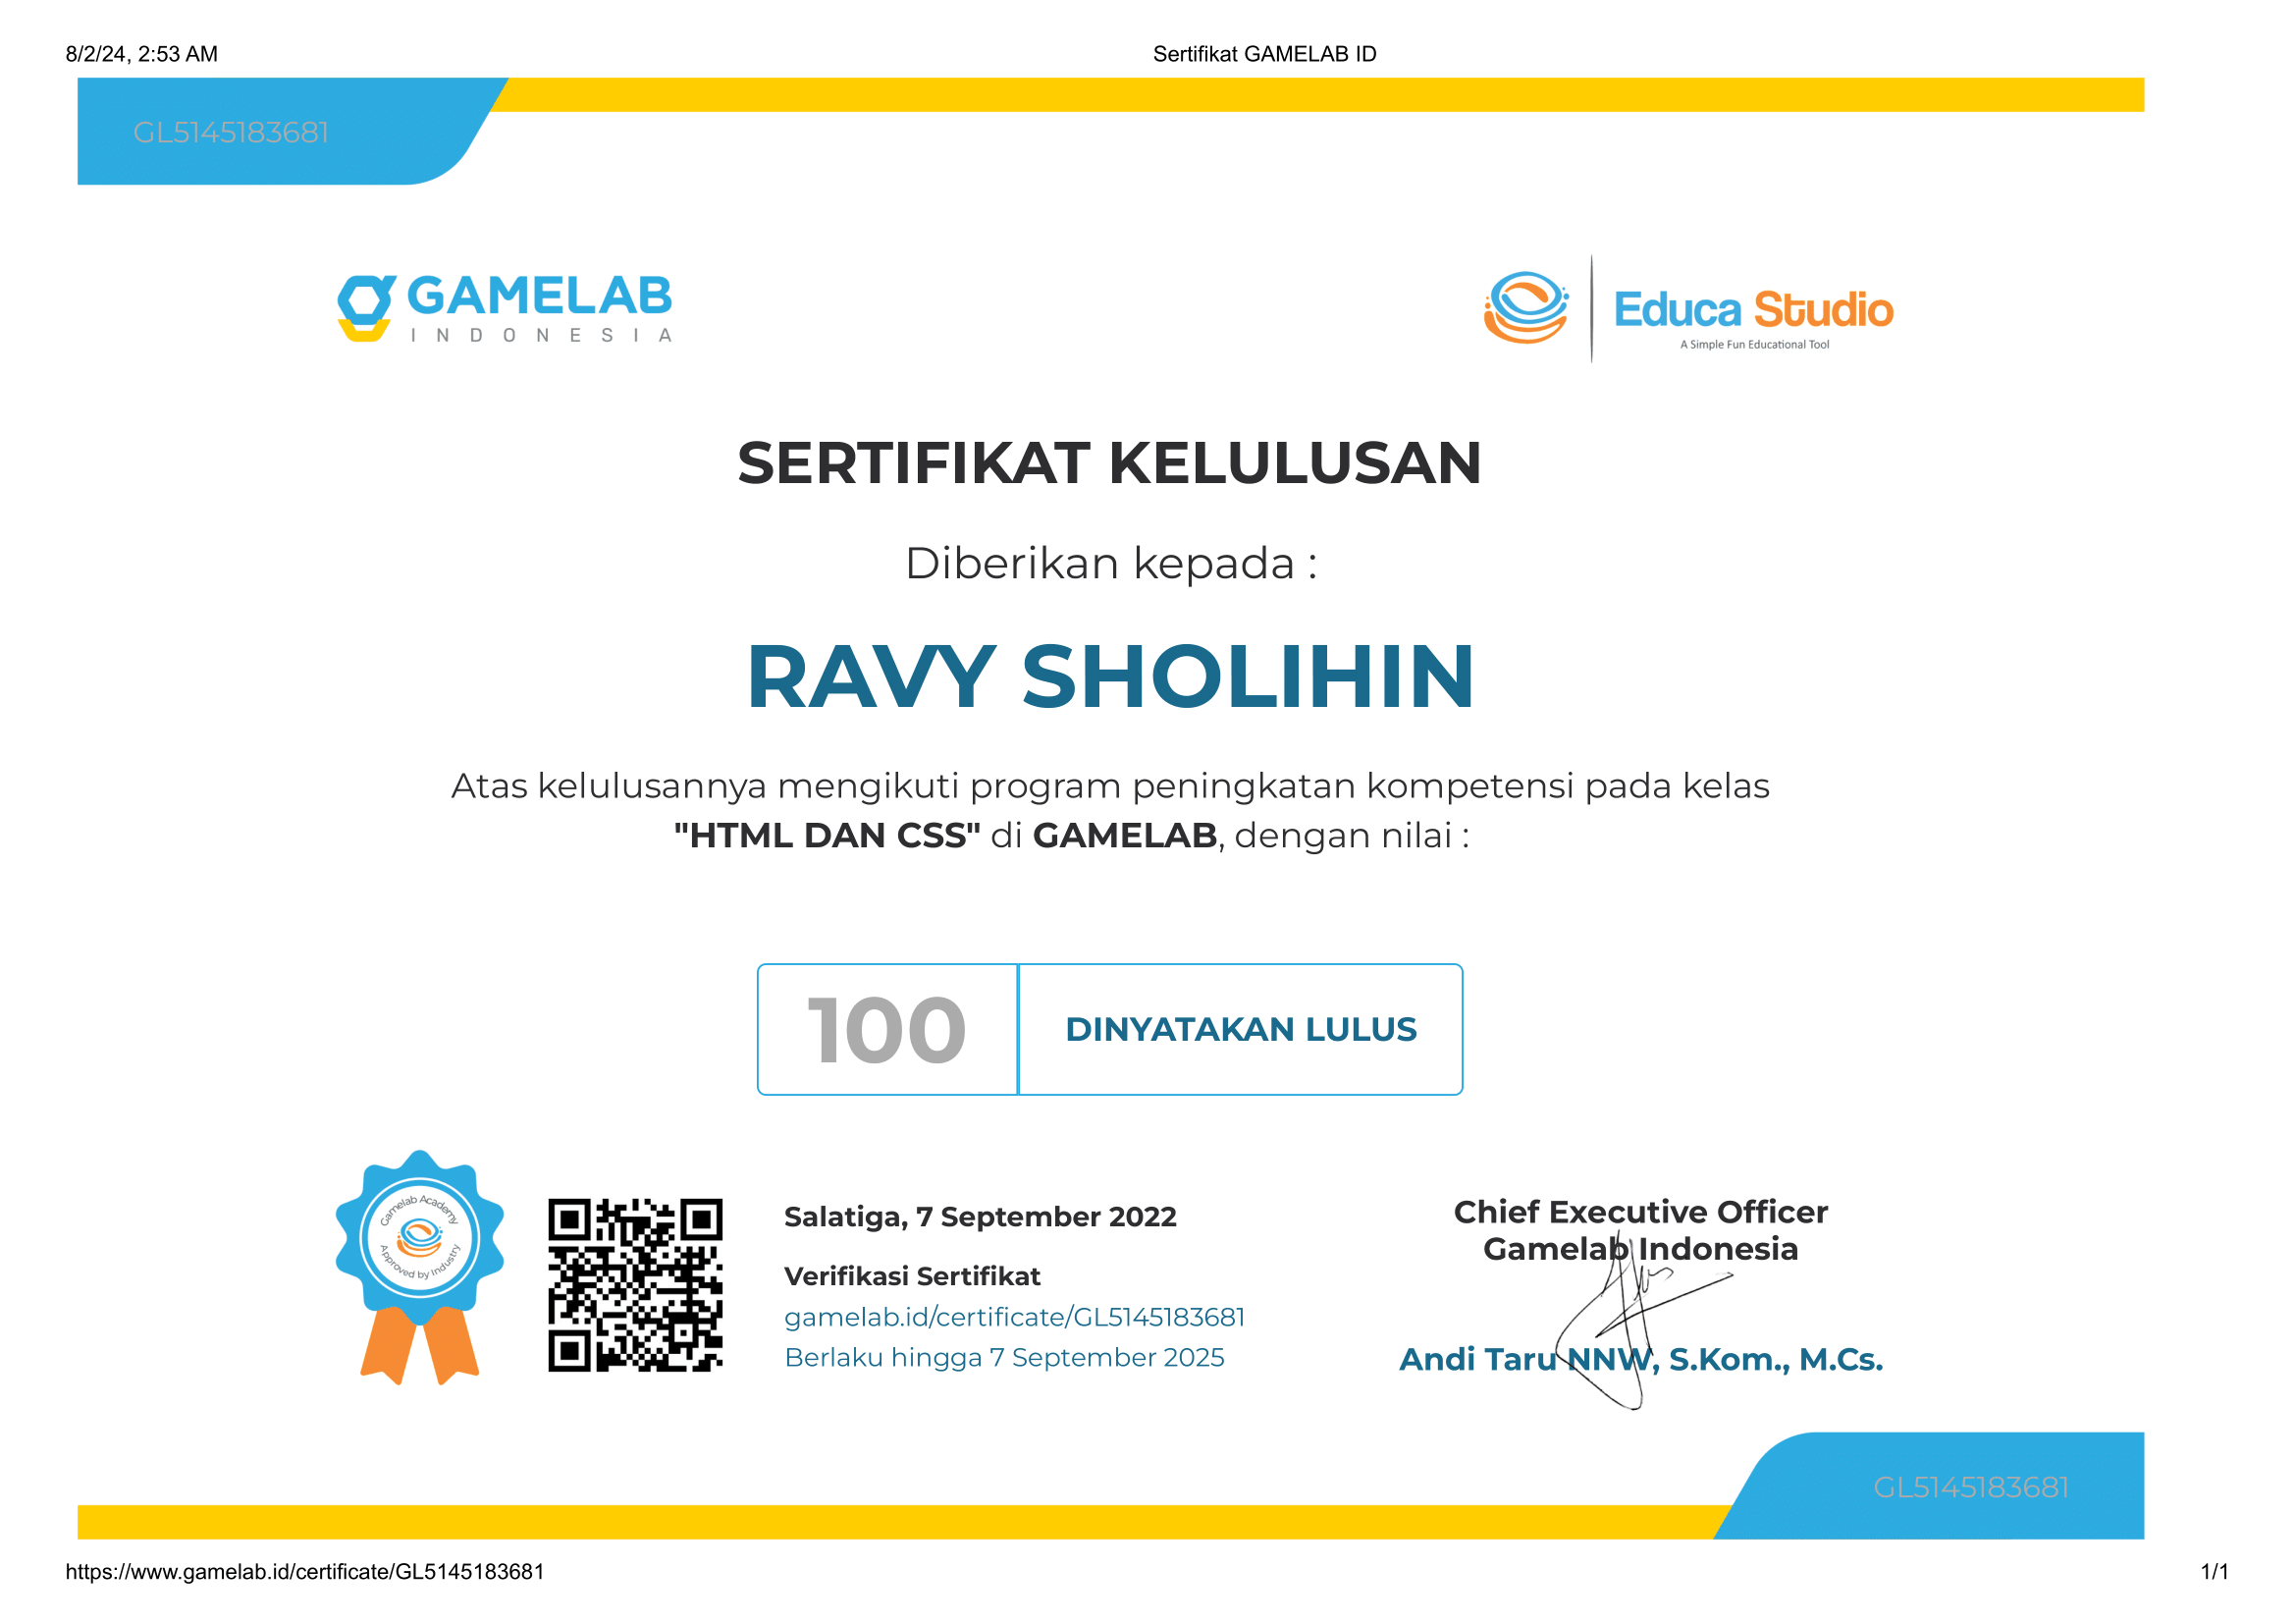 8/2/24, 2:53 AM
Sertifikat GAMELAB ID
GL5145183681
GAMELAB
INDONESIA
Educa Studio
A Simple Fun Educational Tool
SERTIFIKAT KELULUSAN
Diberikan kepada :
RAVY SHOLIHIN
Atas kelulusannya mengikuti program peningkatan kompetensi pada kelas
"HTML DAN CSS" di GAMELAB, dengan nilai :
100
DINYATAKAN LULUS
Gamelab Academy
Approved by Industry
Salatiga, 7 September 2022
Verifikasi Sertifikat
gamelab.id/certificate/GL5145183681
Berlaku hingga 7 September 2025
Chief Executive Officer
Gamelab Indonesia
Andi Taru NNW, S.Kom., M.Cs.
GL5145183681
https://www.gamelab.id/certificate/GL5145183681
1/1